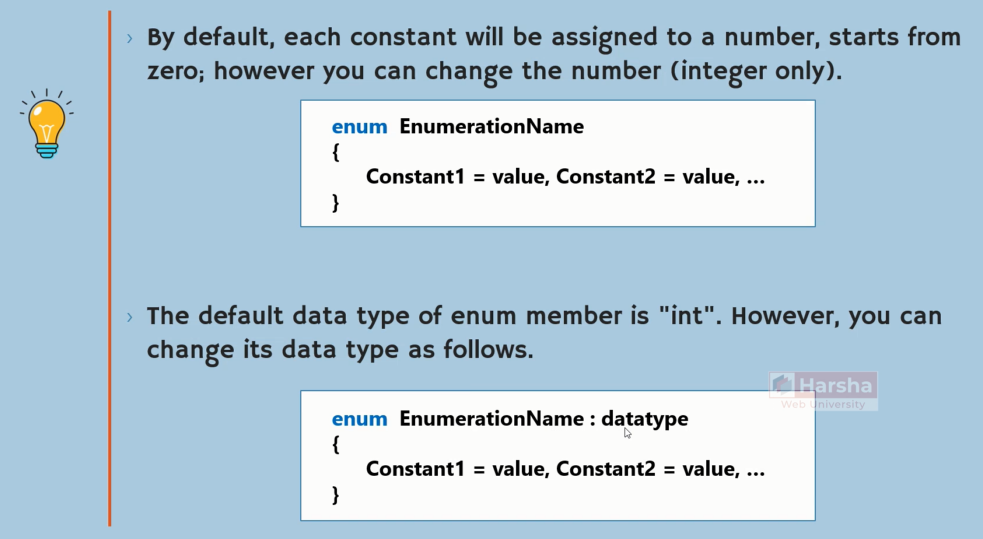 › By default, each constant will be assigned to a number, starts from
zero; however you can change the number (integer only).
enum EnumerationName
{
Constant1 = value, Constant2 = value, ...
}
› The default data type of enum member is "int". However, you can
change its data type as follows.
Harsha
Web University
enum EnumerationName : datatype
{
Constant1 = value, Constant2 = value, ...
}